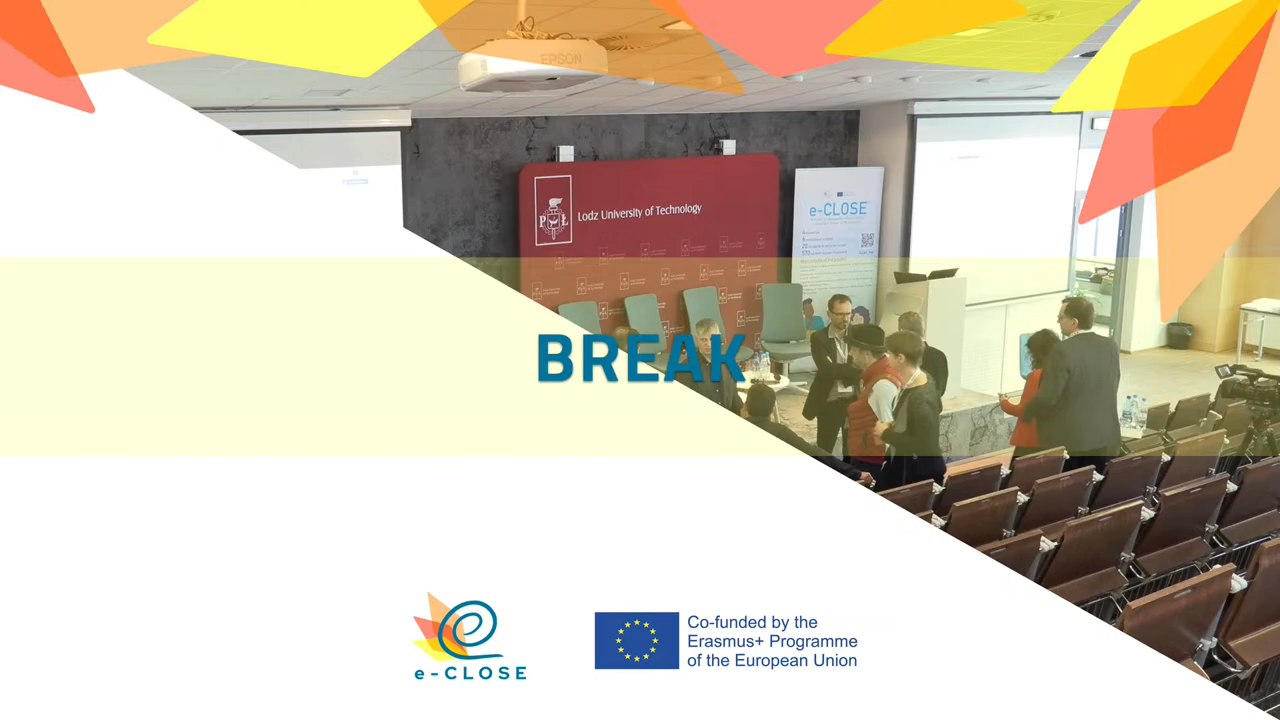 EPSON
P Ł
Lodz University of Technology
e-CLOSE
BREAK
e-CLOSE
Co-funded by the
Erasmus+ Programme
of the European Union